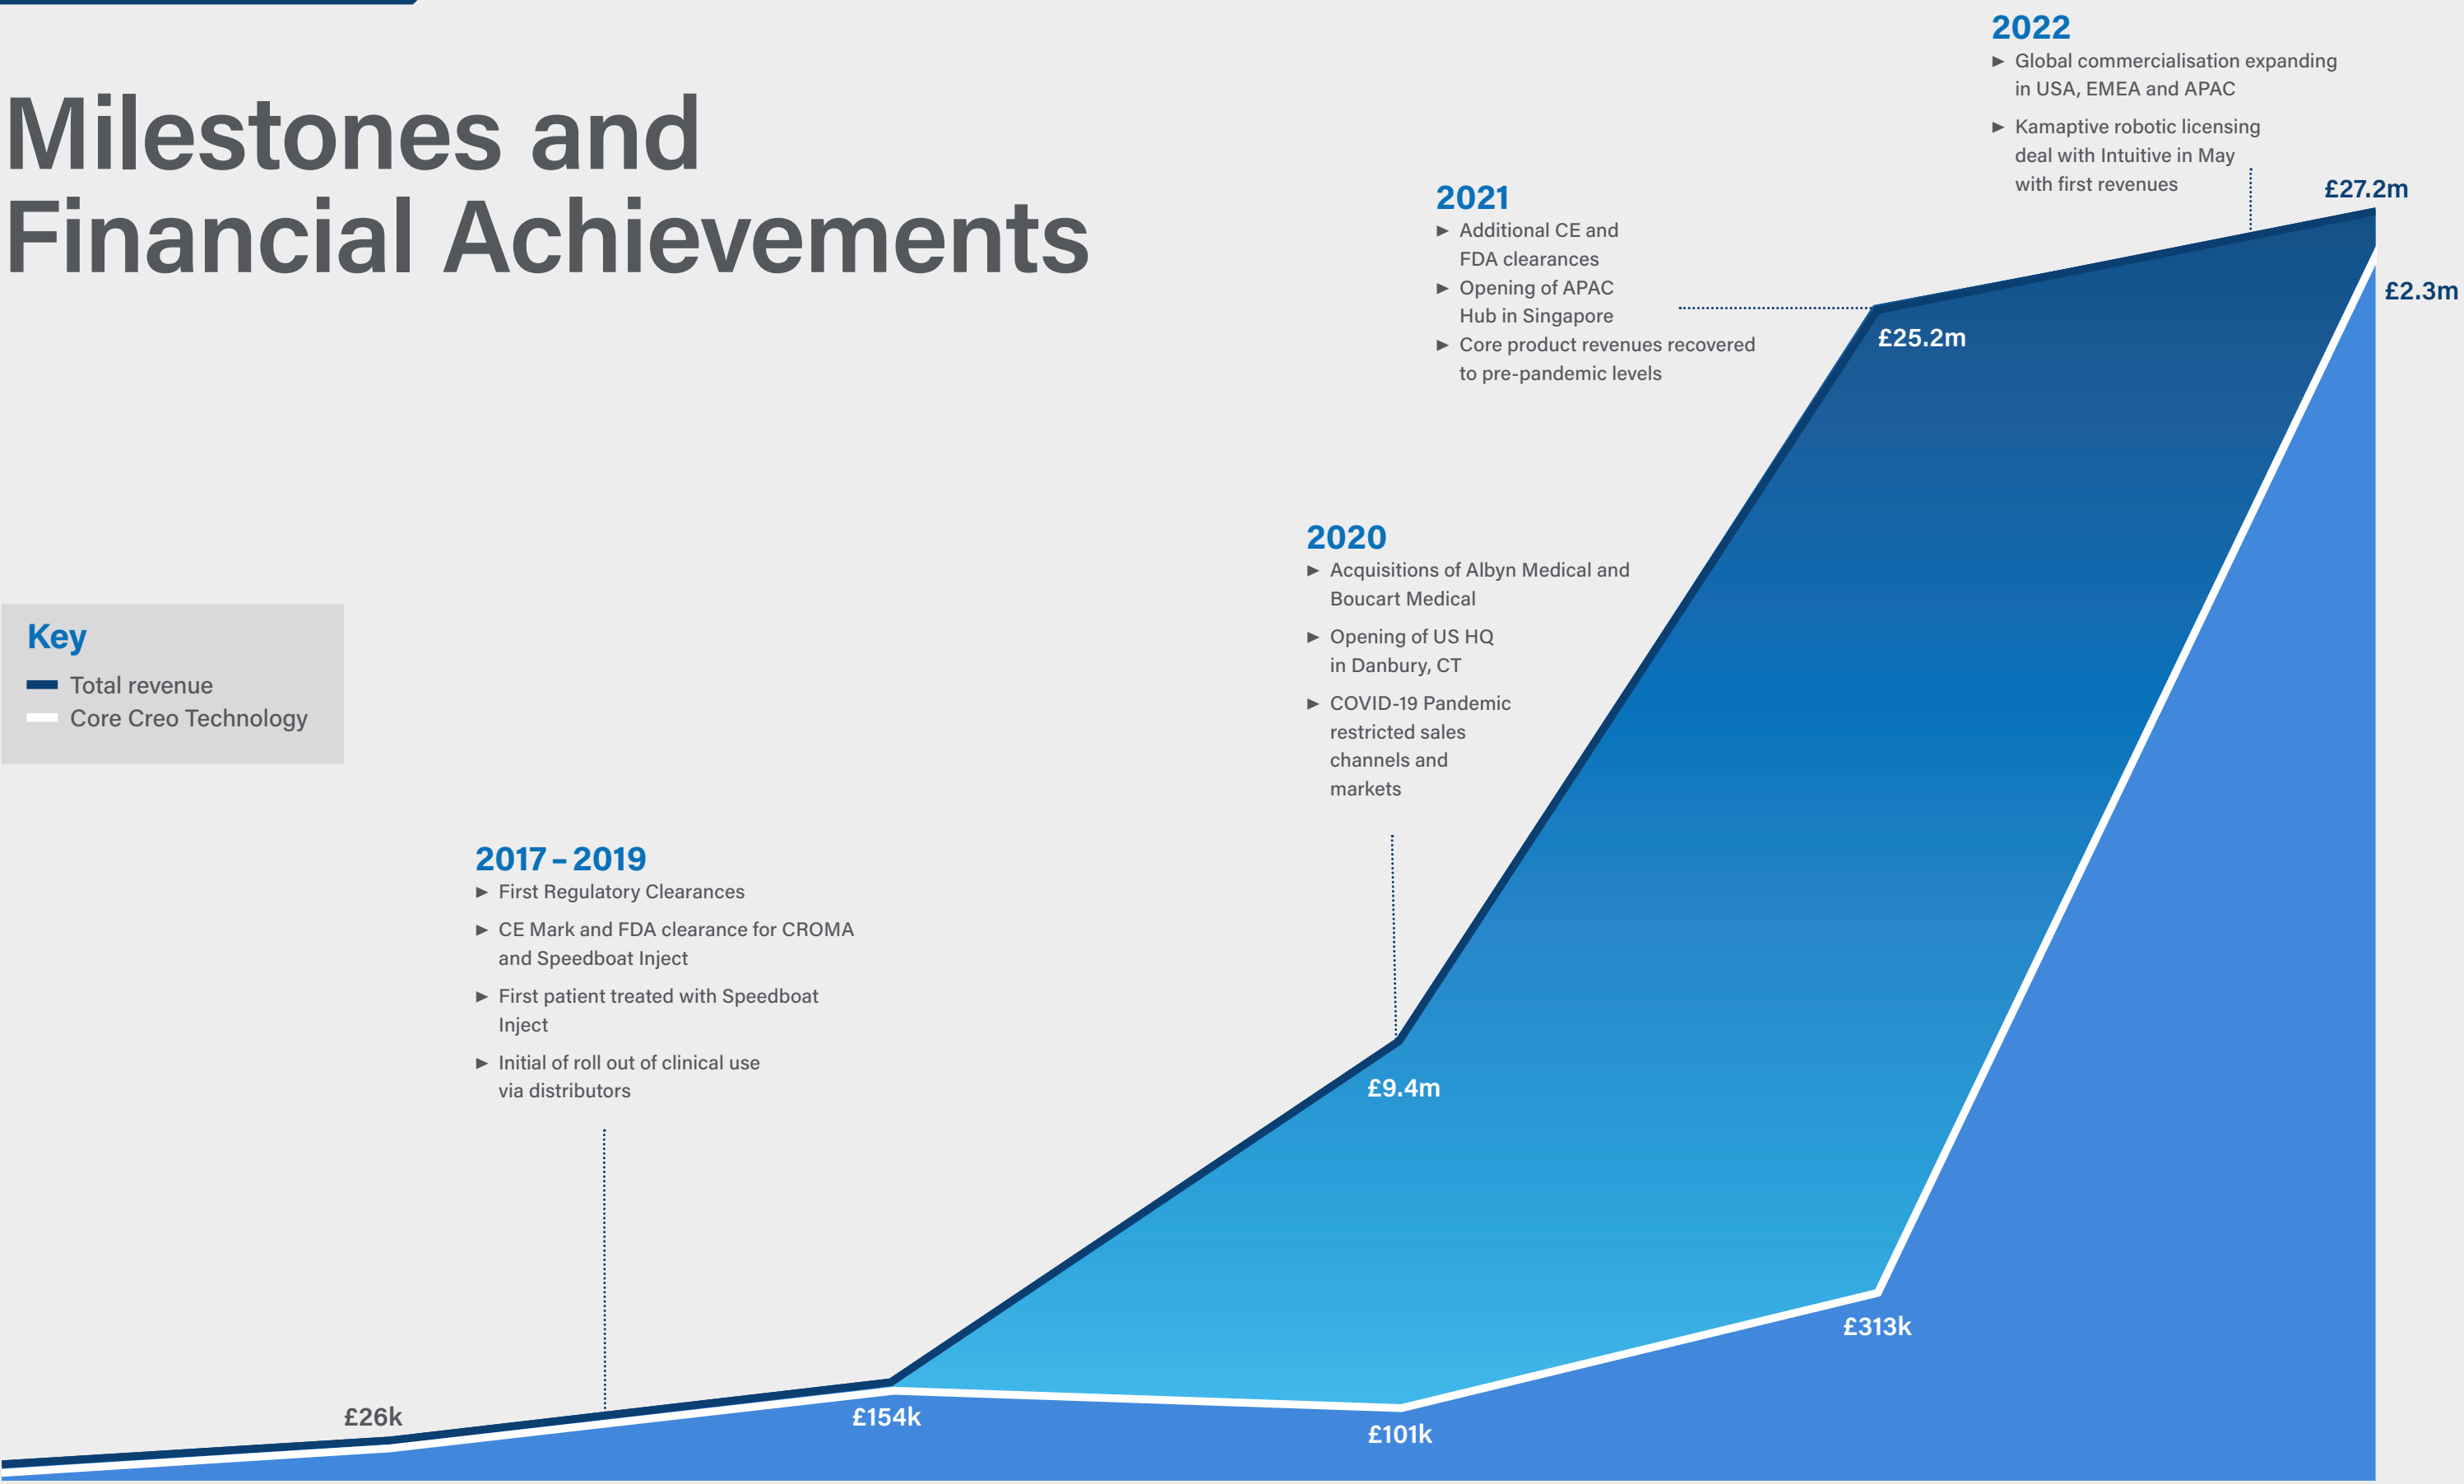 Milestones and
Financial Achievements
Key
Total revenue
Core Creo Technology
2017 – 2019
► First Regulatory Clearances
► CE Mark and FDA clearance for CROMA
and Speedboat Inject
► First patient treated with Speedboat
Inject
► Initial of roll out of clinical use
via distributors
2020
► Acquisitions of Albyn Medical and
Boucart Medical
► Opening of US HQ
in Danbury, CT
► COVID-19 Pandemic
restricted sales
channels and
markets
2021
► Additional CE and
FDA clearances
► Opening of APAC
Hub in Singapore
► Core product revenues recovered
to pre-pandemic levels
2022
► Global commercialisation expanding
in USA, EMEA and APAC
► Kamaptive robotic licensing
deal with Intuitive in May
with first revenues
£26k
£154k
£9.4m
£101k
£25.2m
£313k
£27.2m
£2.3m